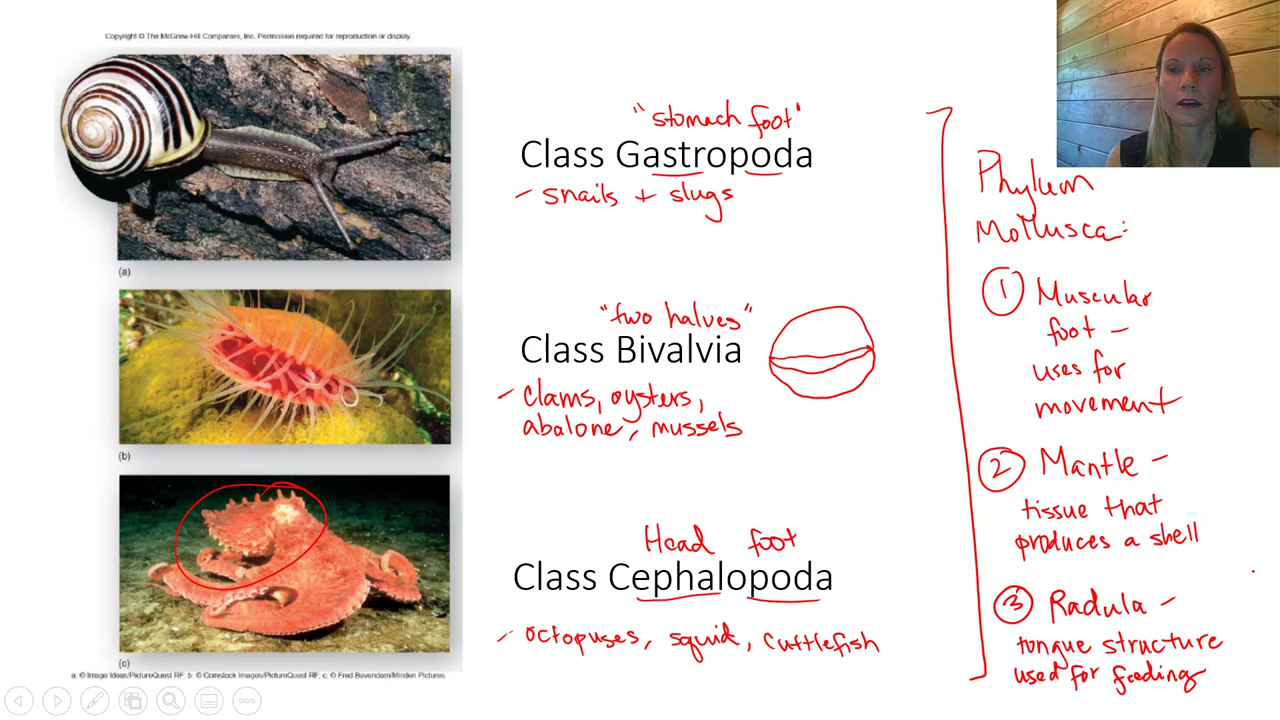 Copyright © The McGraw-Hill Companies, Inc. Permission required for reproduction or display.
(a)
(b)
(c)
a: © Image Ideas/PictureQuest RF; b: © Comstock Images/PictureQuest RF; c: © Fred Bavendam/Minden Pictures
"stomach foot"
Class Gastropoda
- snails + slugs
"two halves"
Class Bivalvia
- clams, oysters,
abalone, mussels
Head foot
Class Cephalopoda
- octopuses, squid, cuttlefish
Phylum
Mollusca:
① Muscular
foot -
uses for
movement
② Mantle -
tissue that
produces a shell
③ Radula -
tongue structure
used for feeding